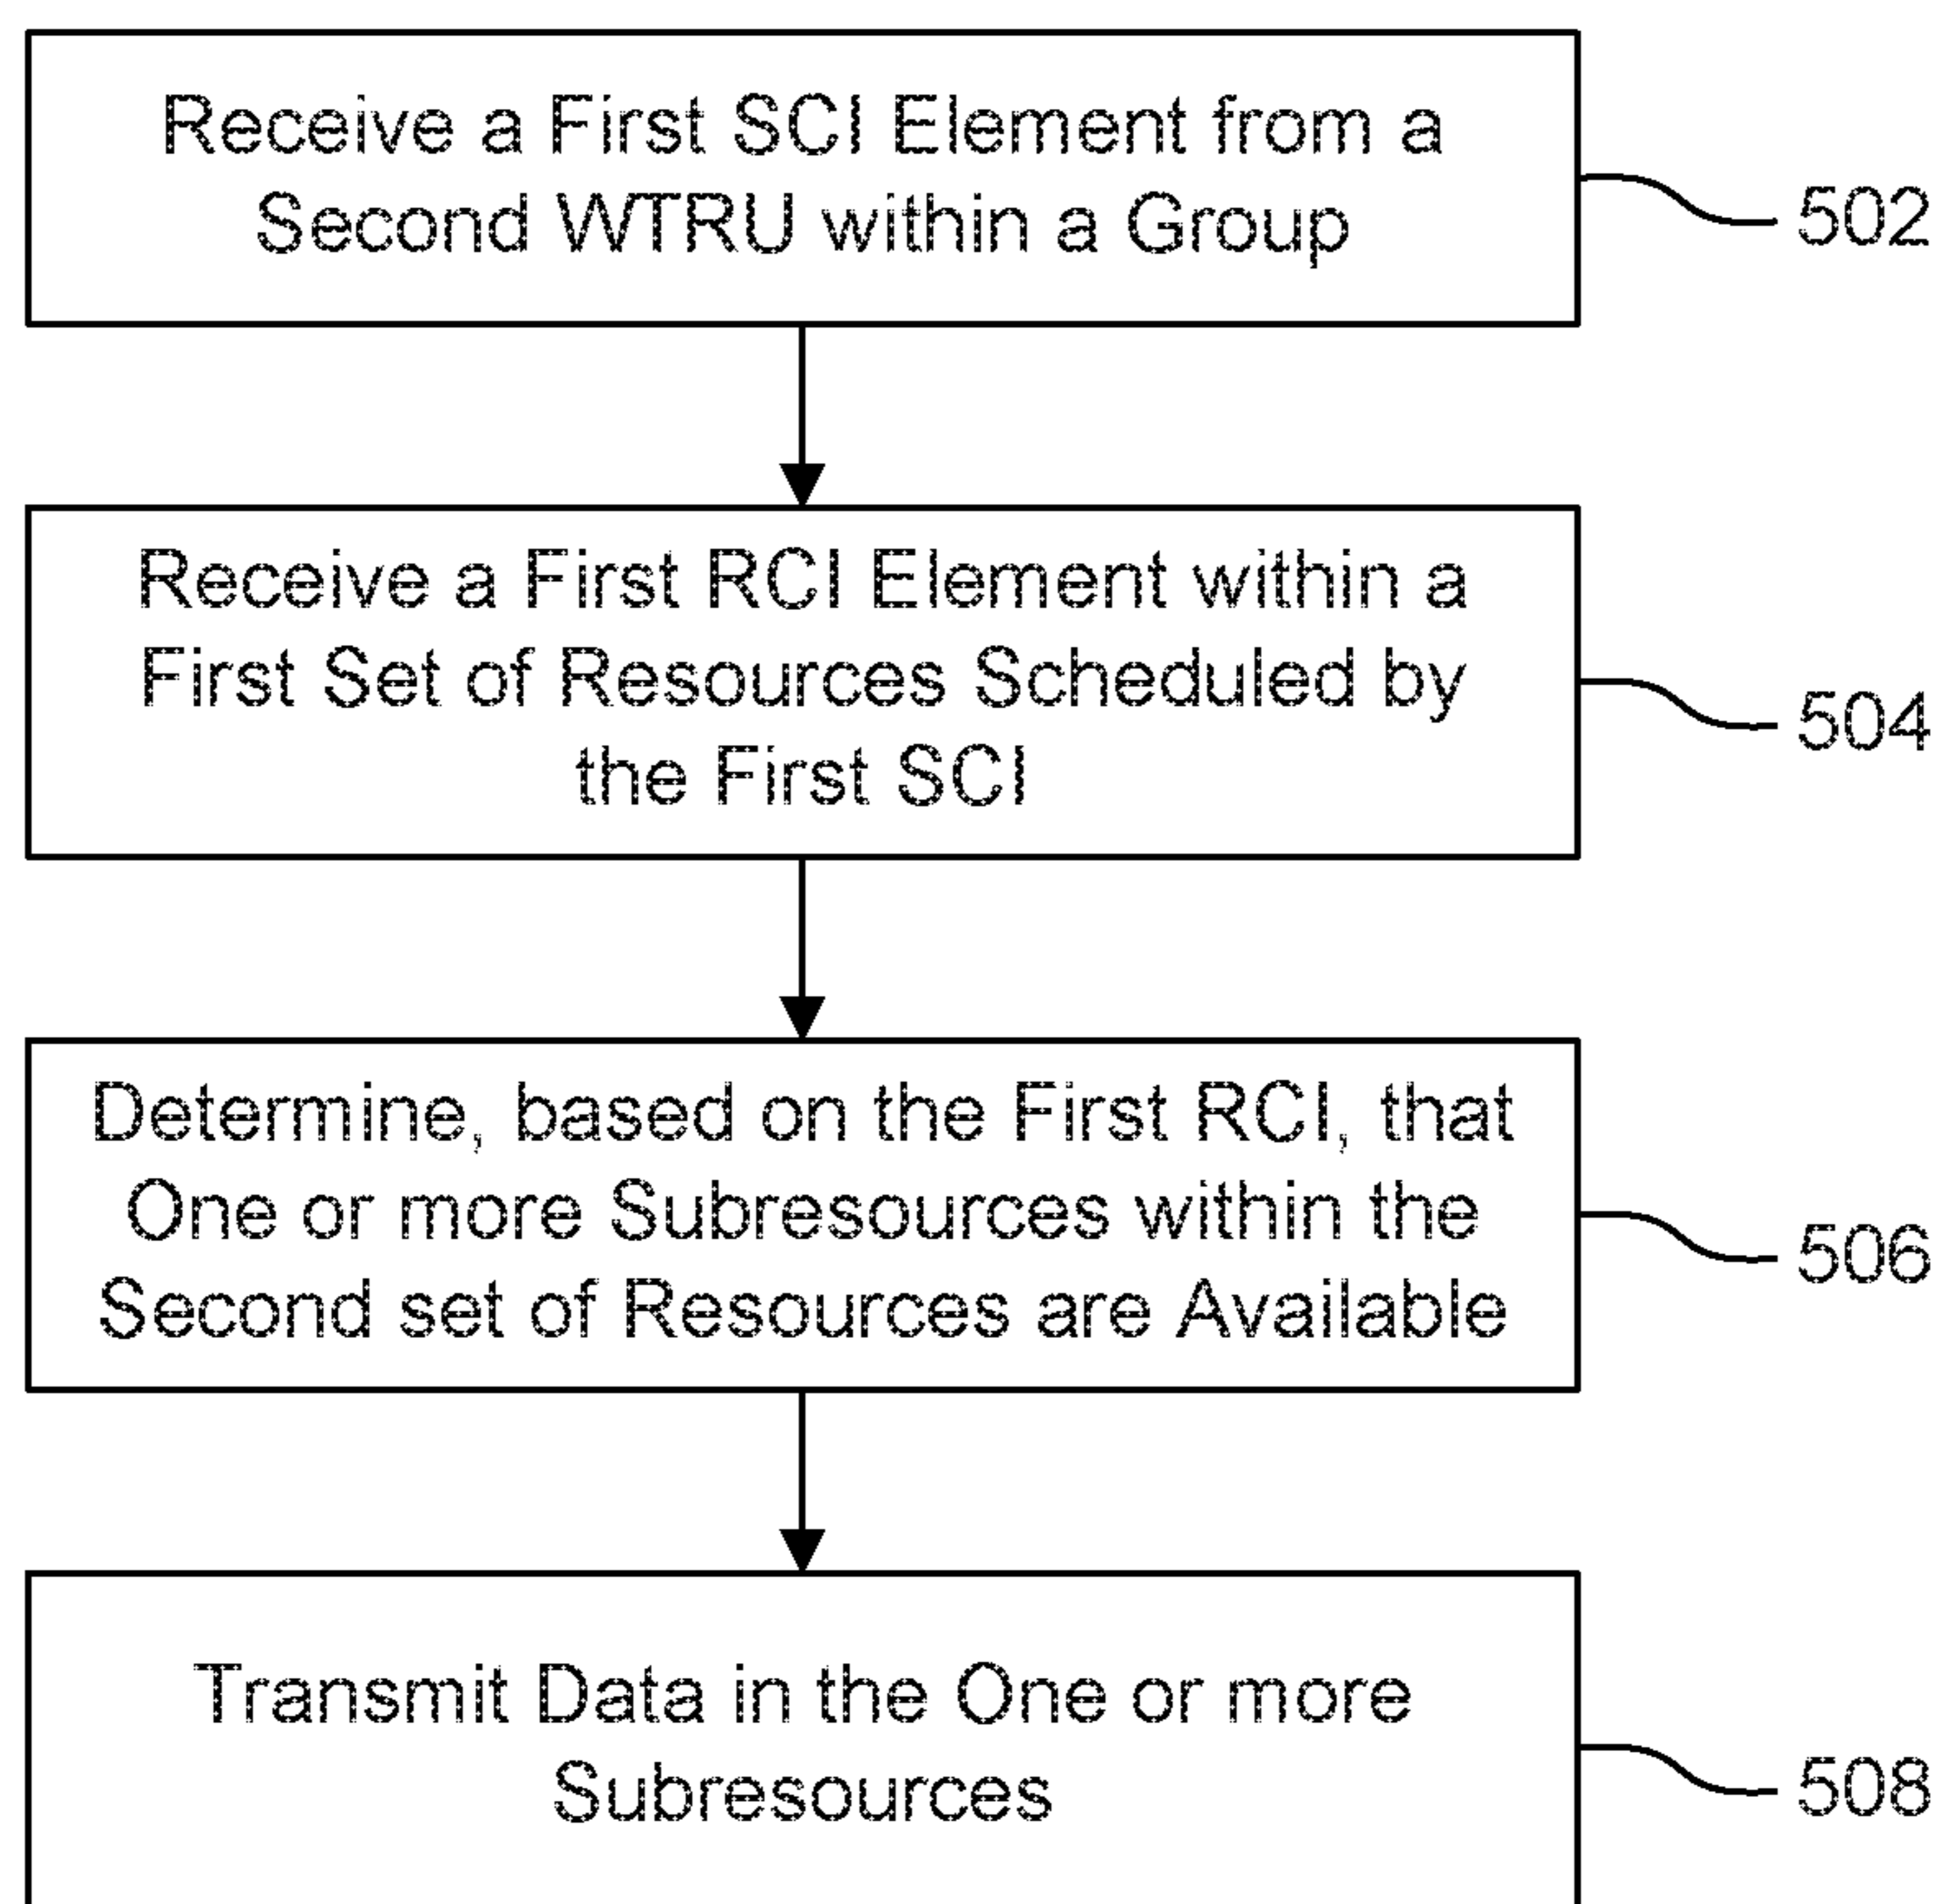 Receive a First SCI Element from a
Second WTRU within a Group
502
Receive a First RCI Element within a
First Set of Resources Scheduled by
the First SCI
504
Determine, based on the First RCI, that
One or more Subresources within the
Second set of Resources are Available
506
Transmit Data in the One or more
Subresources
508